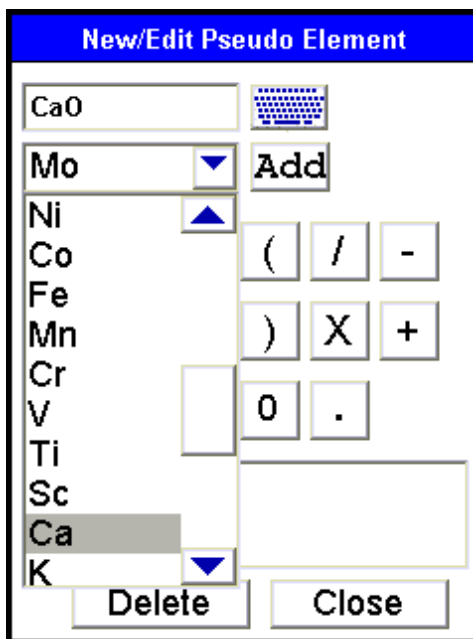 New/Edit Pseudo Element
CaO
Mo Add
Ni
Co ( / -
Fe
Mn ) X +
Cr
V 0 .
Ti
Sc
Ca
K
Delete Close